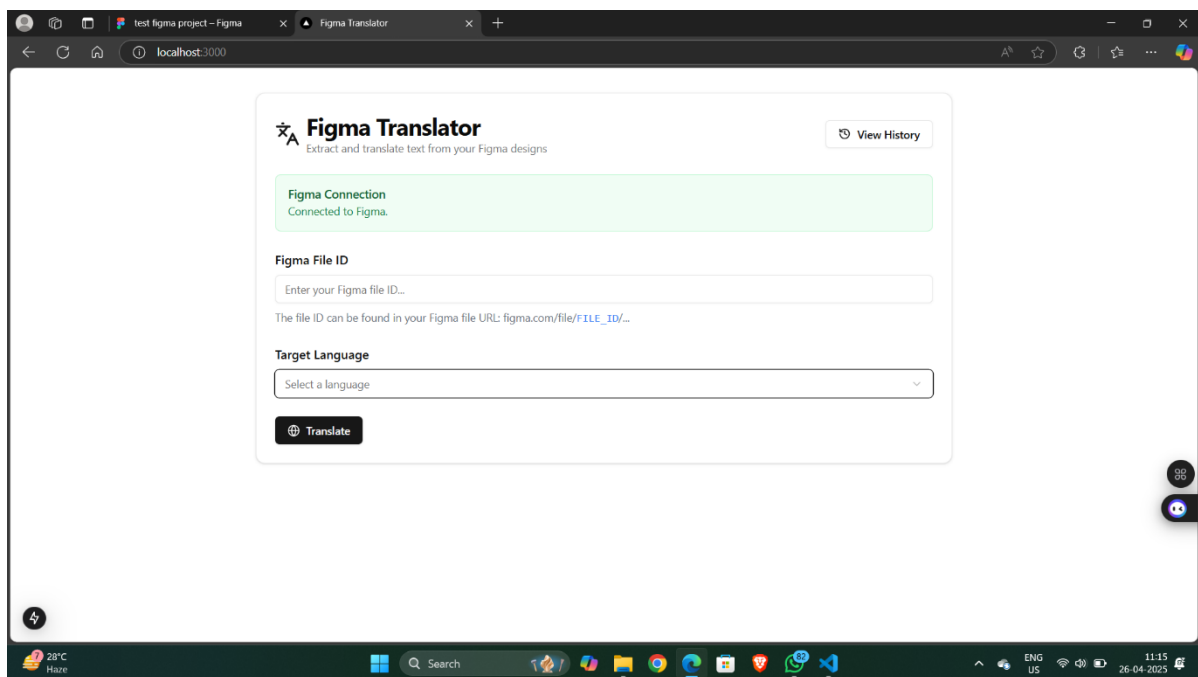 test figma project – Figma
Figma Translator
localhost:3000
Figma Translator
Extract and translate text from your Figma designs
View History
Figma Connection
Connected to Figma.
Figma File ID
Enter your Figma file ID...
The file ID can be found in your Figma file URL: figma.com/file/FILE_ID/...
Target Language
Select a language
Translate
7
28°C
Haze
Search
82
ENG
US
11:15
26-04-2025